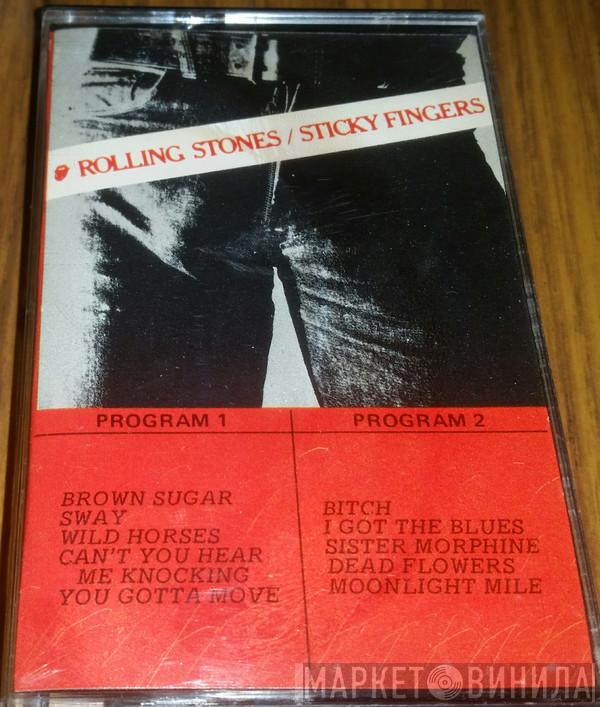 ROLLING STONES / STICKY FINGERS
PROGRAM 1
BROWN SUGAR
SWAY
WILD HORSES
CAN'T YOU HEAR
ME KNOCKING
YOU GOTTA MOVE
PROGRAM 2
BITCH
I GOT THE BLUES
SISTER MORPHINE
DEAD FLOWERS
MOONLIGHT MILE
МАРКЕТ ВИНИЛА